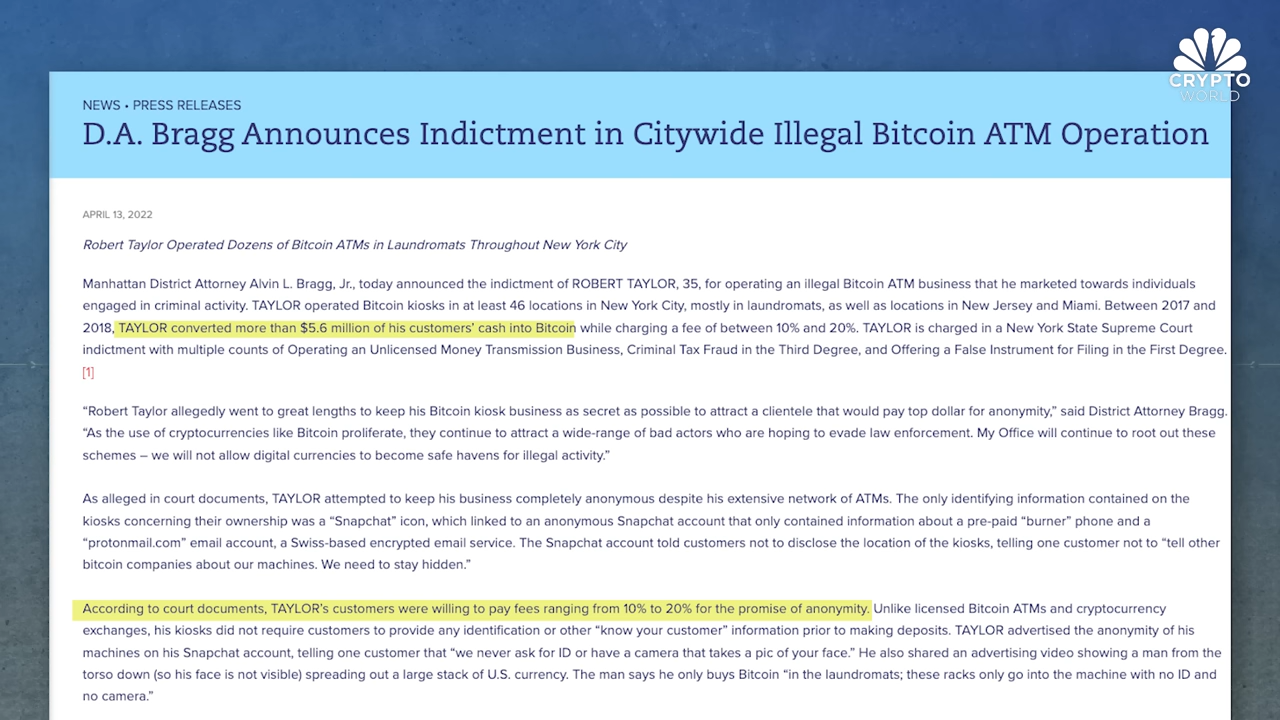 CRYPTO
WORLD
NEWS • PRESS RELEASES
D.A. Bragg Announces Indictment in Citywide Illegal Bitcoin ATM Operation
APRIL 13, 2022
Robert Taylor Operated Dozens of Bitcoin ATMs in Laundromats Throughout New York City
Manhattan District Attorney Alvin L. Bragg, Jr., today announced the indictment of ROBERT TAYLOR, 35, for operating an illegal Bitcoin ATM business that he marketed towards individuals
engaged in criminal activity. TAYLOR operated Bitcoin kiosks in at least 46 locations in New York City, mostly in laundromats, as well as locations in New Jersey and Miami. Between 2017 and
2018, TAYLOR converted more than $5.6 million of his customers’ cash into Bitcoin while charging a fee of between 10% and 20%. TAYLOR is charged in a New York State Supreme Court
indictment with multiple counts of Operating an Unlicensed Money Transmission Business, Criminal Tax Fraud in the Third Degree, and Offering a False Instrument for Filing in the First Degree.
[1]
“Robert Taylor allegedly went to great lengths to keep his Bitcoin kiosk business as secret as possible to attract a clientele that would pay top dollar for anonymity,” said District Attorney Bragg.
“As the use of cryptocurrencies like Bitcoin proliferate, they continue to attract a wide-range of bad actors who are hoping to evade law enforcement. My Office will continue to root out these
schemes – we will not allow digital currencies to become safe havens for illegal activity.”
As alleged in court documents, TAYLOR attempted to keep his business completely anonymous despite his extensive network of ATMs. The only identifying information contained on the
kiosks concerning their ownership was a “Snapchat” icon, which linked to an anonymous Snapchat account that only contained information about a pre-paid “burner” phone and a
“protonmail.com” email account, a Swiss-based encrypted email service. The Snapchat account told customers not to disclose the location of the kiosks, telling one customer not to “tell other
bitcoin companies about our machines. We need to stay hidden.”
According to court documents, TAYLOR’s customers were willing to pay fees ranging from 10% to 20% for the promise of anonymity. Unlike licensed Bitcoin ATMs and cryptocurrency
exchanges, his kiosks did not require customers to provide any identification or other “know your customer” information prior to making deposits. TAYLOR advertised the anonymity of his
machines on his Snapchat account, telling one customer that “we never ask for ID or have a camera that takes a pic of your face.” He also shared an advertising video showing a man from the
torso down (so his face is not visible) spreading out a large stack of U.S. currency. The man says he only buys Bitcoin “in the laundromats; these racks only go into the machine with no ID and
no camera.”